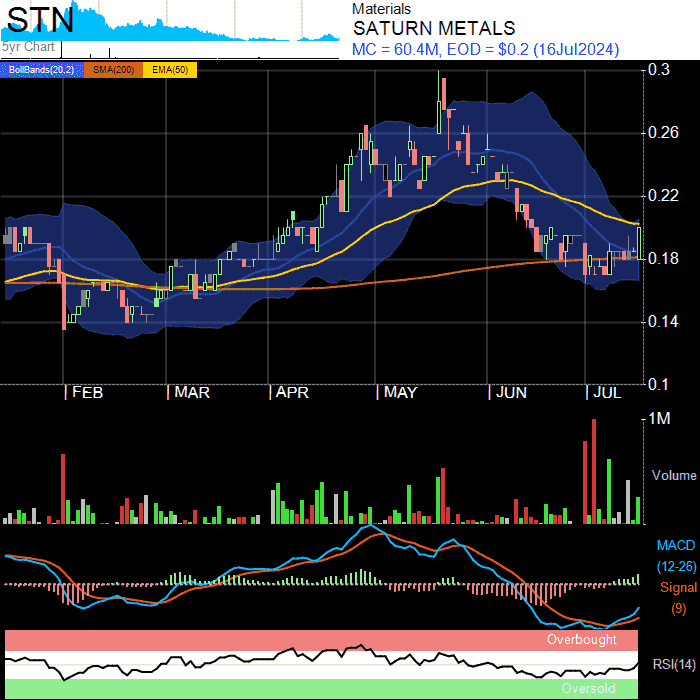 STN
5yr Chart
Materials
SATURN METALS
MC = 60.4M, EOD = $0.2 (16Jul2024)
BollBands(20,2) SMA(200) EMA(50)
0.3
0.26
0.22
0.18
0.14
0.1
FEB MAR APR MAY JUN JUL
1M
Volume
MACD
(12-26)
Signal
(9)
Overbought
RSI(14)
Oversold